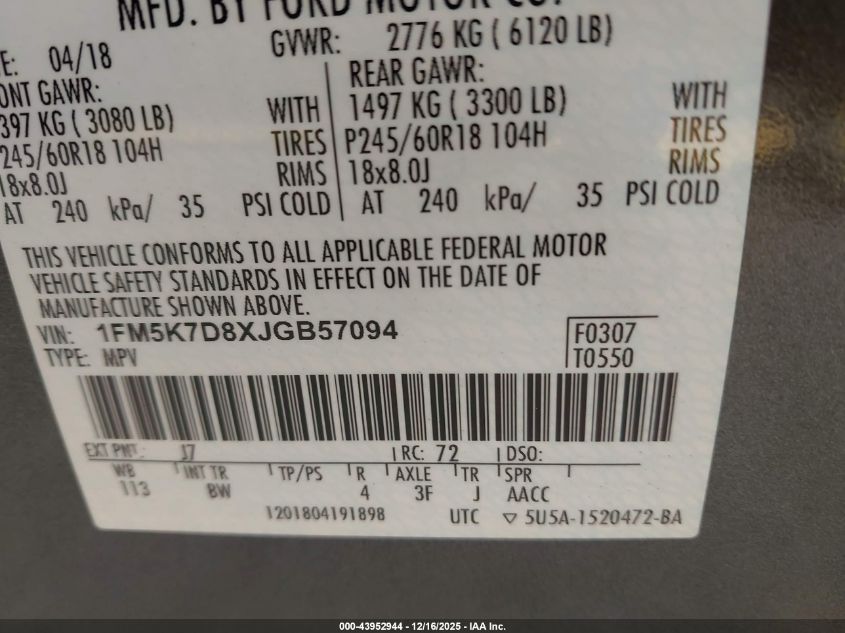 MFD. BY FORD MOTOR CO.
E: 04/18 GVWR: 2776 KG ( 6120 LB)
ONT GAWR: REAR GAWR:
397 KG ( 3080 LB) WITH 1497 KG ( 3300 LB) WITH
245/60R18 104H TIRES P245/60R18 104H TIRES
18x8.0J RIMS 18x8.0J RIMS
AT 240 kPa/ 35 PSI COLD AT 240 kPa/ 35 PSI COLD
THIS VEHICLE CONFORMS TO ALL APPLICABLE FEDERAL MOTOR
VEHICLE SAFETY STANDARDS IN EFFECT ON THE DATE OF
MANUFACTURE SHOWN ABOVE.
VIN: 1FM5K7D8XJGB57094 F0307
TYPE: MPV T0550
EXT PNT: J7 RC: 72 DSO:
WB INT TR TP/PS R AXLE TR SPR
113 BW 4 3F J AACC
1201804191898 UTC ▽ 5U5A-1520472-BA
000-43952944 - 12/16/2025 - IAA Inc.